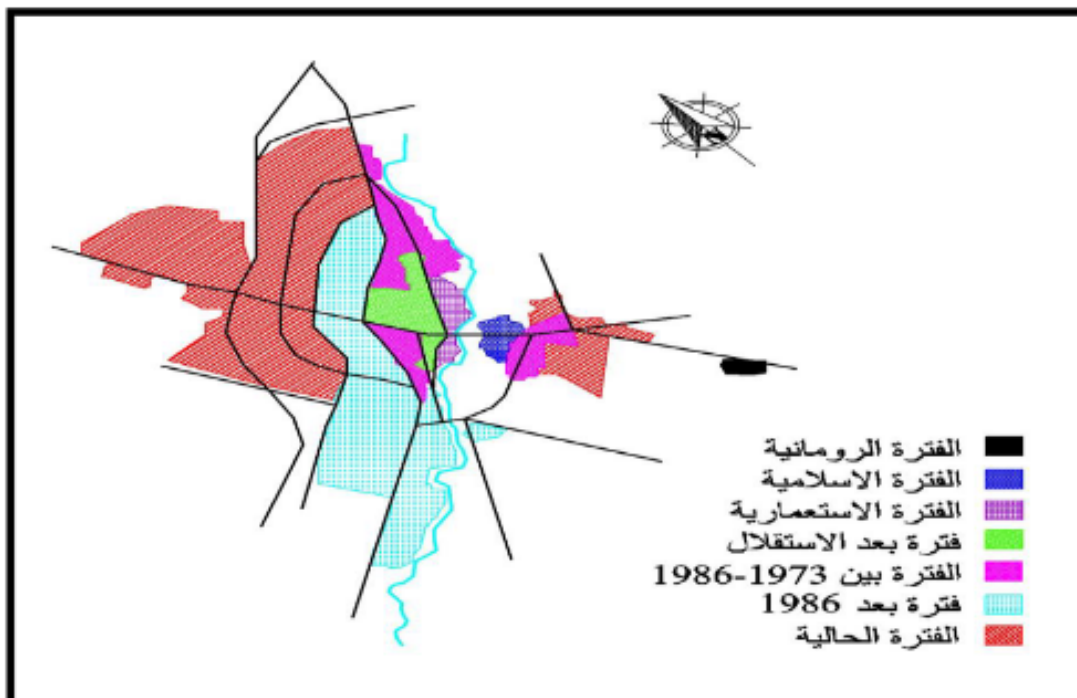 الفترة الرومانية
الفترة الاسلامية
الفترة الاستعمارية
فترة بعد الاستقلال
الفترة بين 1973-1986
فترة بعد 1986
الفترة الحالية